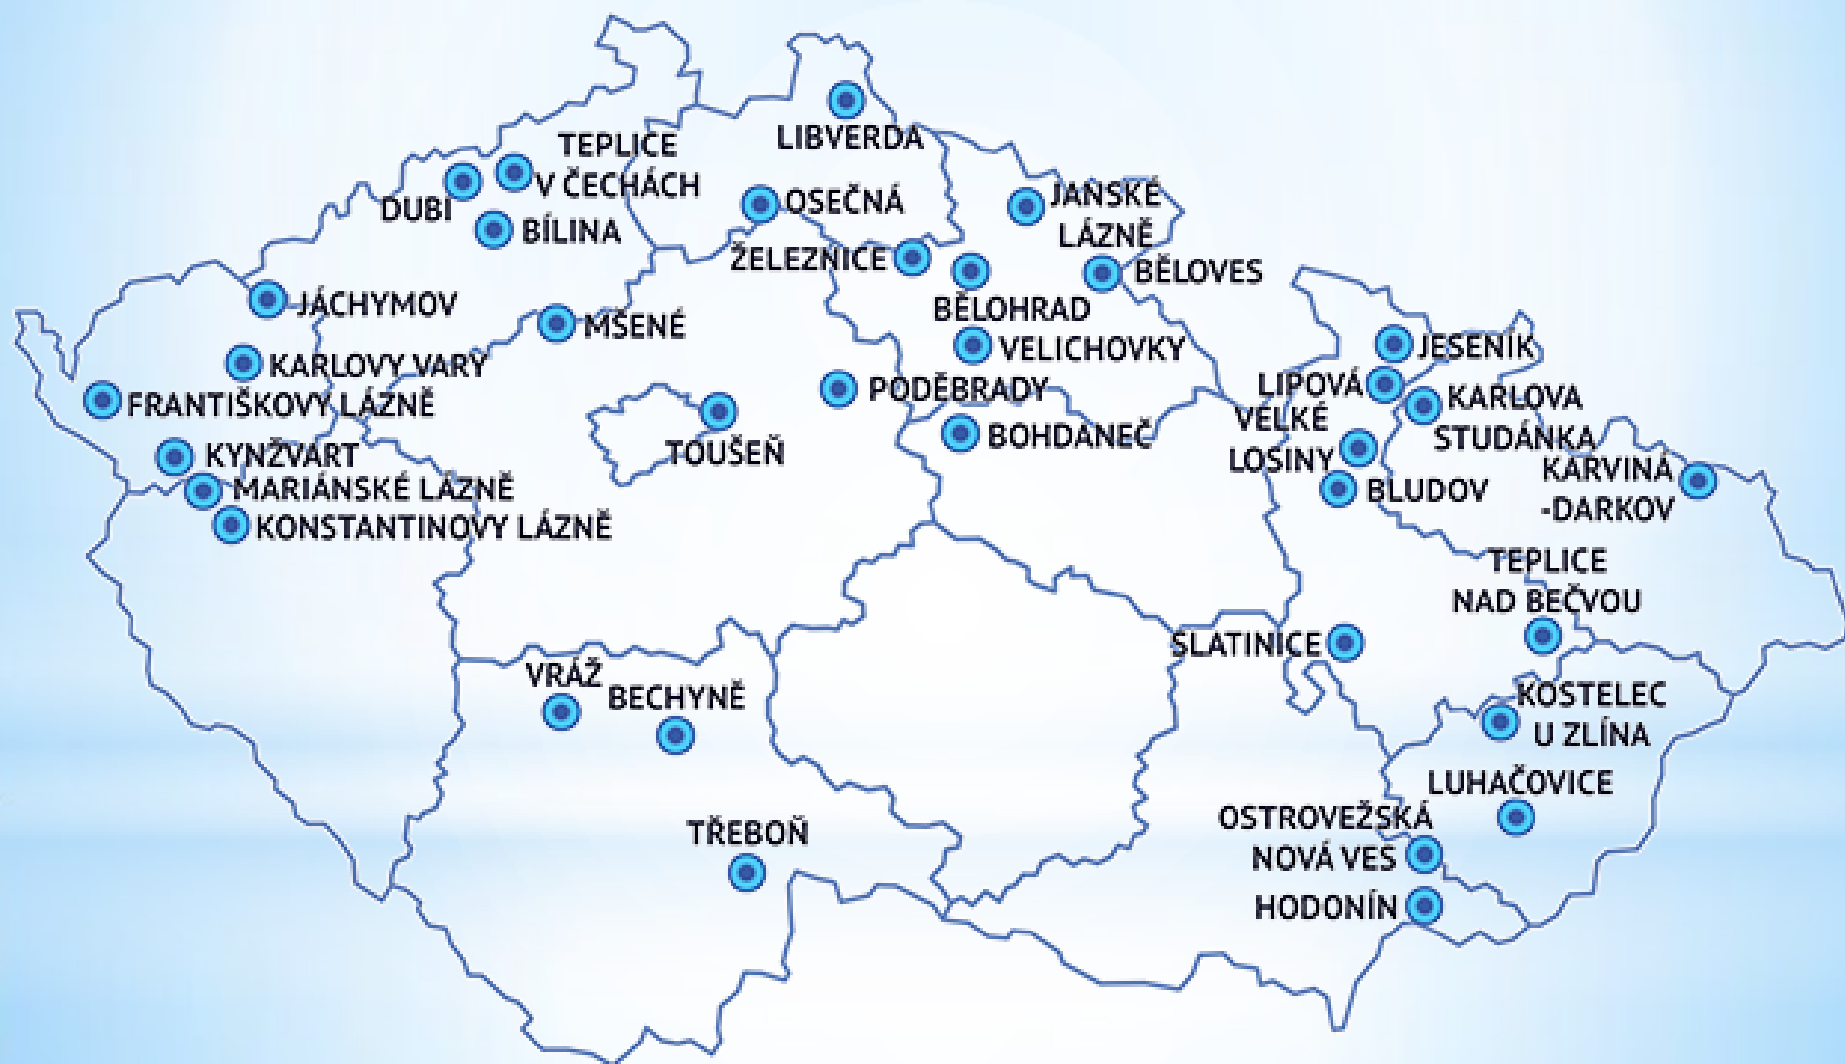 LIBVERDA
TEPLICE
V ČECHÁCH
DUBÍ
BÍLINA
OSEČNÁ
JANSKÉ
LÁZNĚ
ŽELEZNICE
BĚLOVES
BĚLOHRAD
JÁCHYMOV
MŠENÉ
VELICHOVKY
JESENÍK
KARLOVY VARY
PODĚBRADY
LIPOVÁ
KARLOVA
STUDÁNKA
FRANTIŠKOVY LÁZNĚ
TOUŠEŇ
BOHDANEČ
VELKÉ
LOSINY
KYNŽVART
KARVINÁ
-DARKOV
MARIÁNSKÉ LÁZNĚ
BLUDOV
KONSTANTINOVY LÁZNĚ
TEPLICE
NAD BEČVOU
SLATINICE
VRÁŽ
BECHYNĚ
KOSTELEC
U ZLÍNA
LUHAČOVICE
OSTROVEŽSKÁ
NOVÁ VES
TŘEBOŇ
HODONÍN